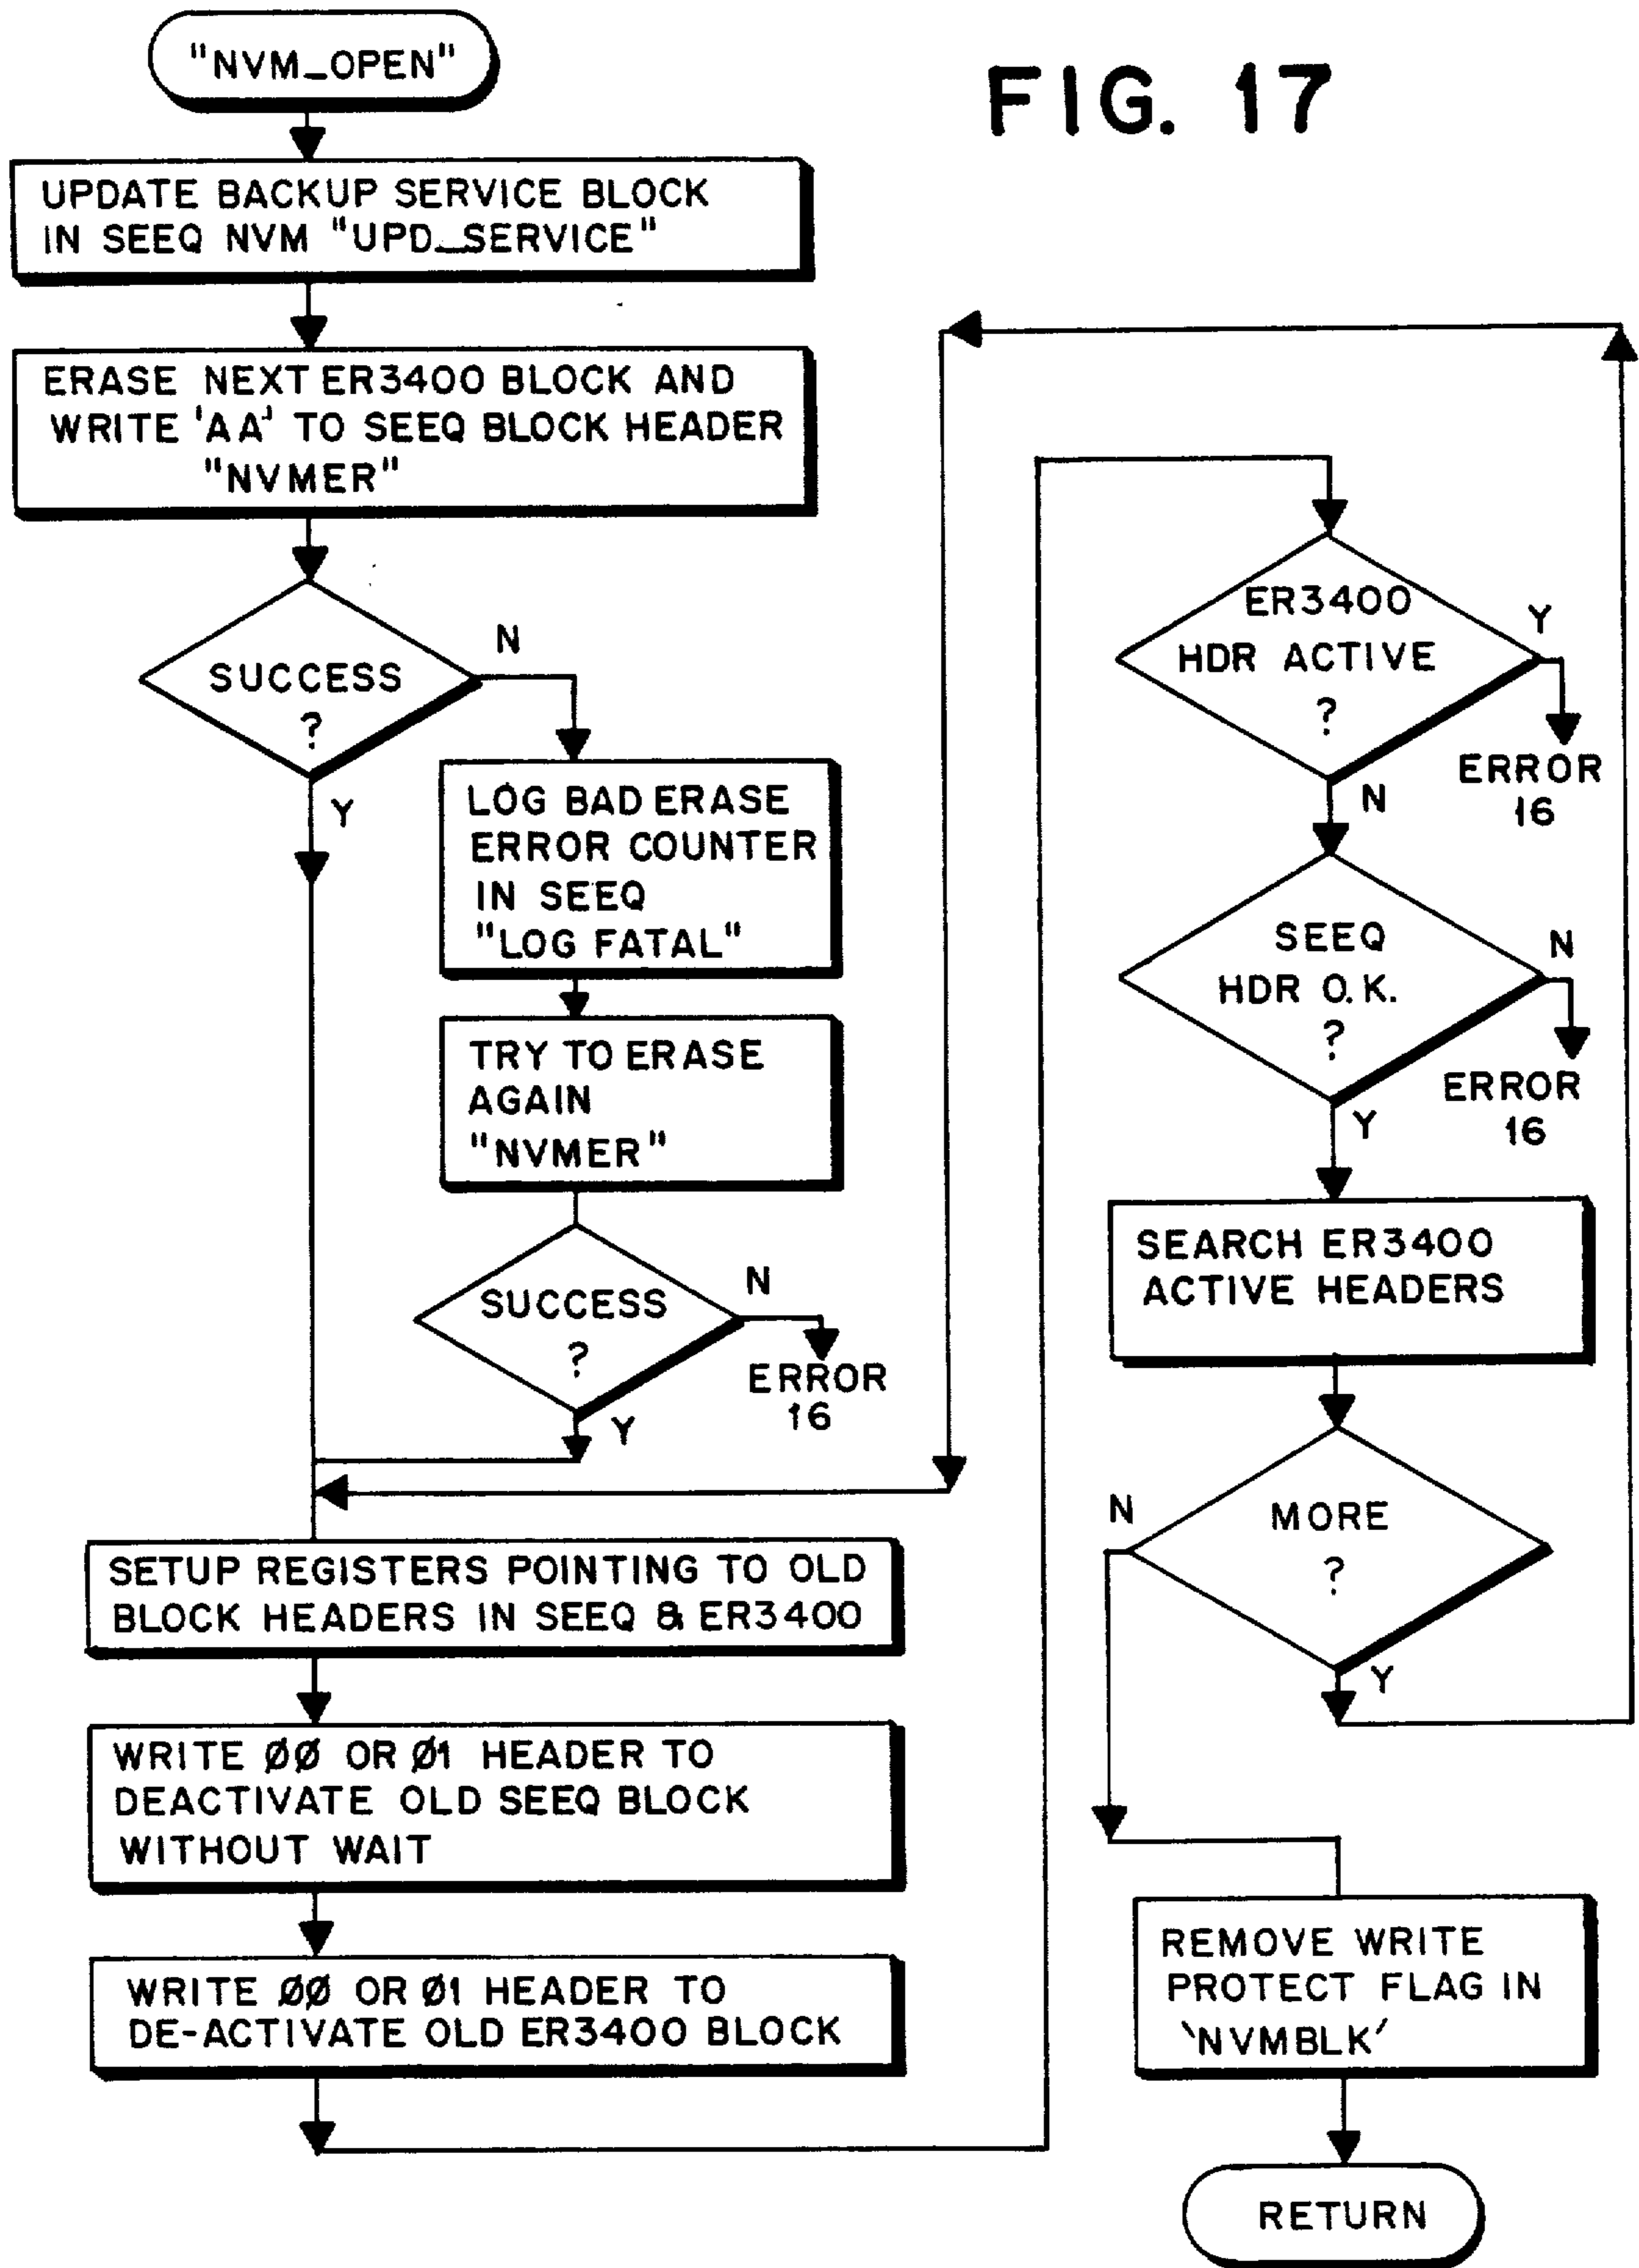 "NVM_OPEN"
FIG. 17
UPDATE BACKUP SERVICE BLOCK
IN SEEQ NVM "UPD_SERVICE"
ERASE NEXT ER3400 BLOCK AND
WRITE 'AA' TO SEEQ BLOCK HEADER
"NVMER"
SUCCESS
?
N
Y
LOG BAD ERASE
ERROR COUNTER
IN SEEQ
"LOG FATAL"
TRY TO ERASE
AGAIN
"NVMER"
SUCCESS
?
N
ERROR
16
Y
SETUP REGISTERS POINTING TO OLD
BLOCK HEADERS IN SEEQ & ER3400
WRITE ØØ OR Ø1 HEADER TO
DEACTIVATE OLD SEEQ BLOCK
WITHOUT WAIT
WRITE ØØ OR Ø1 HEADER TO
DE-ACTIVATE OLD ER3400 BLOCK
ER3400
HDR ACTIVE
?
Y
ERROR
16
N
SEEQ
HDR O.K.
?
N
ERROR
16
Y
SEARCH ER3400
ACTIVE HEADERS
MORE
?
N
Y
REMOVE WRITE
PROTECT FLAG IN
'NVMBLK'
RETURN